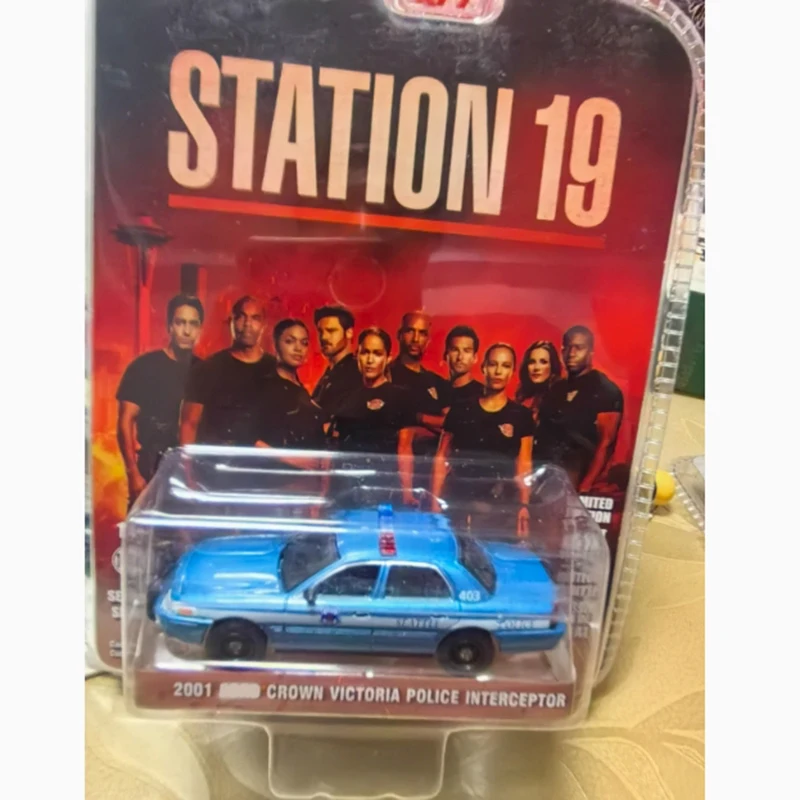 STATION 19
403
SEATTLE POLICE
2001 CROWN VICTORIA POLICE INTERCEPTOR